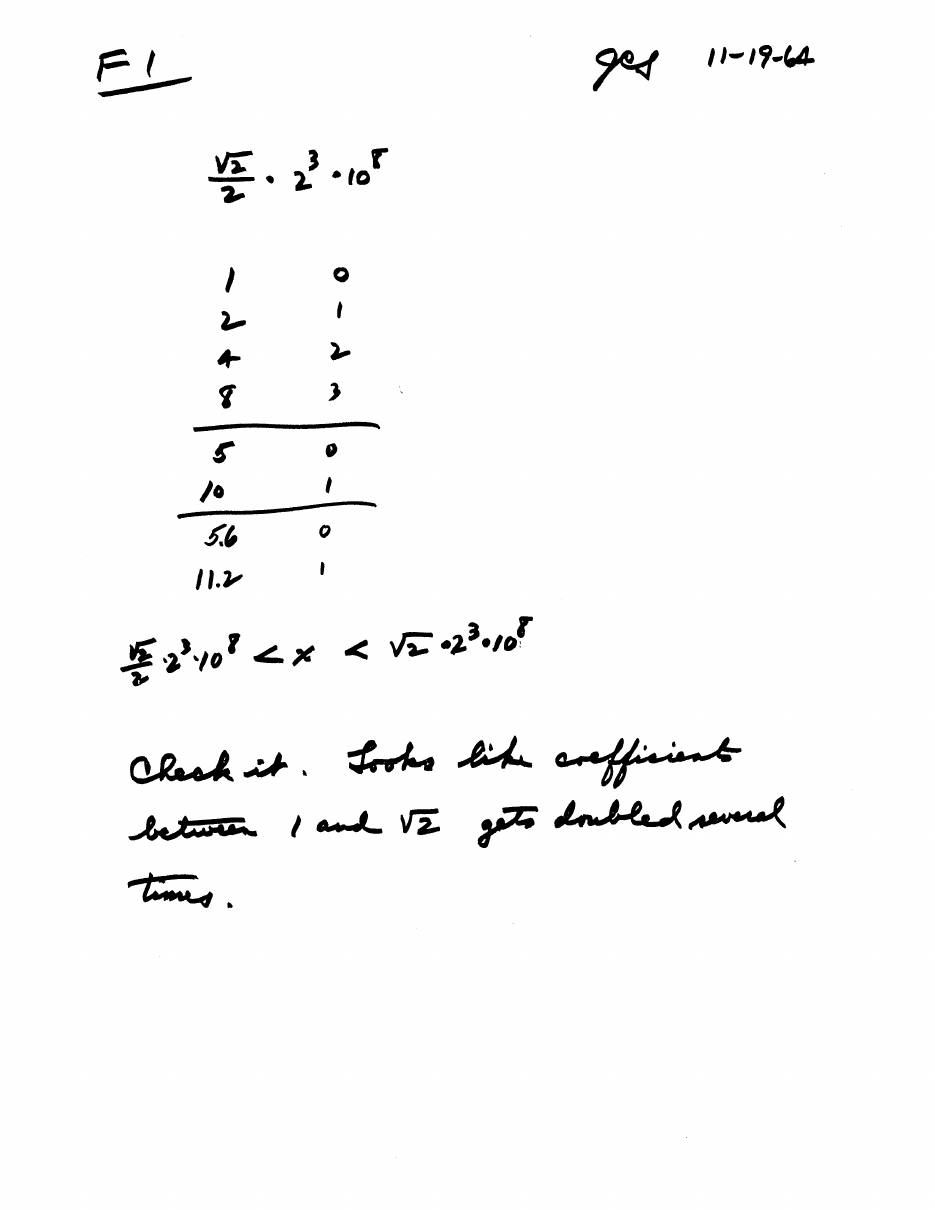 F 1 jcs 11-19-64
√2/2 · 2³ · 10⁸
1 0
2 1
4 2
8 3
5 0
10 1
5.6 0
11.2 1
√2/2 · 2³ · 10⁸ < x < √2 · 2³ · 10⁸
Check it. Looks like coefficient
between 1 and √2 gets doubled several
times.